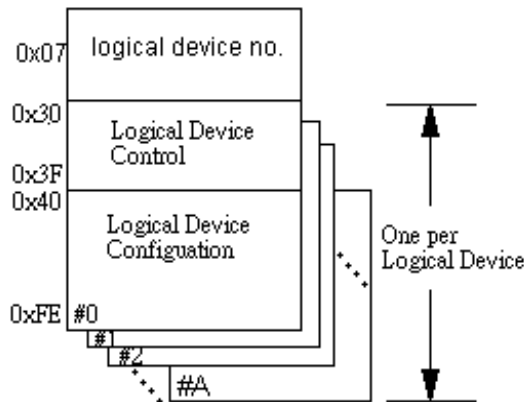 0x07
logical device no.
0x30
Logical Device
Control
0x3F
0x40
Logical Device
Configuation
0xFE
#0
#1
#2
#A
One per
Logical Device